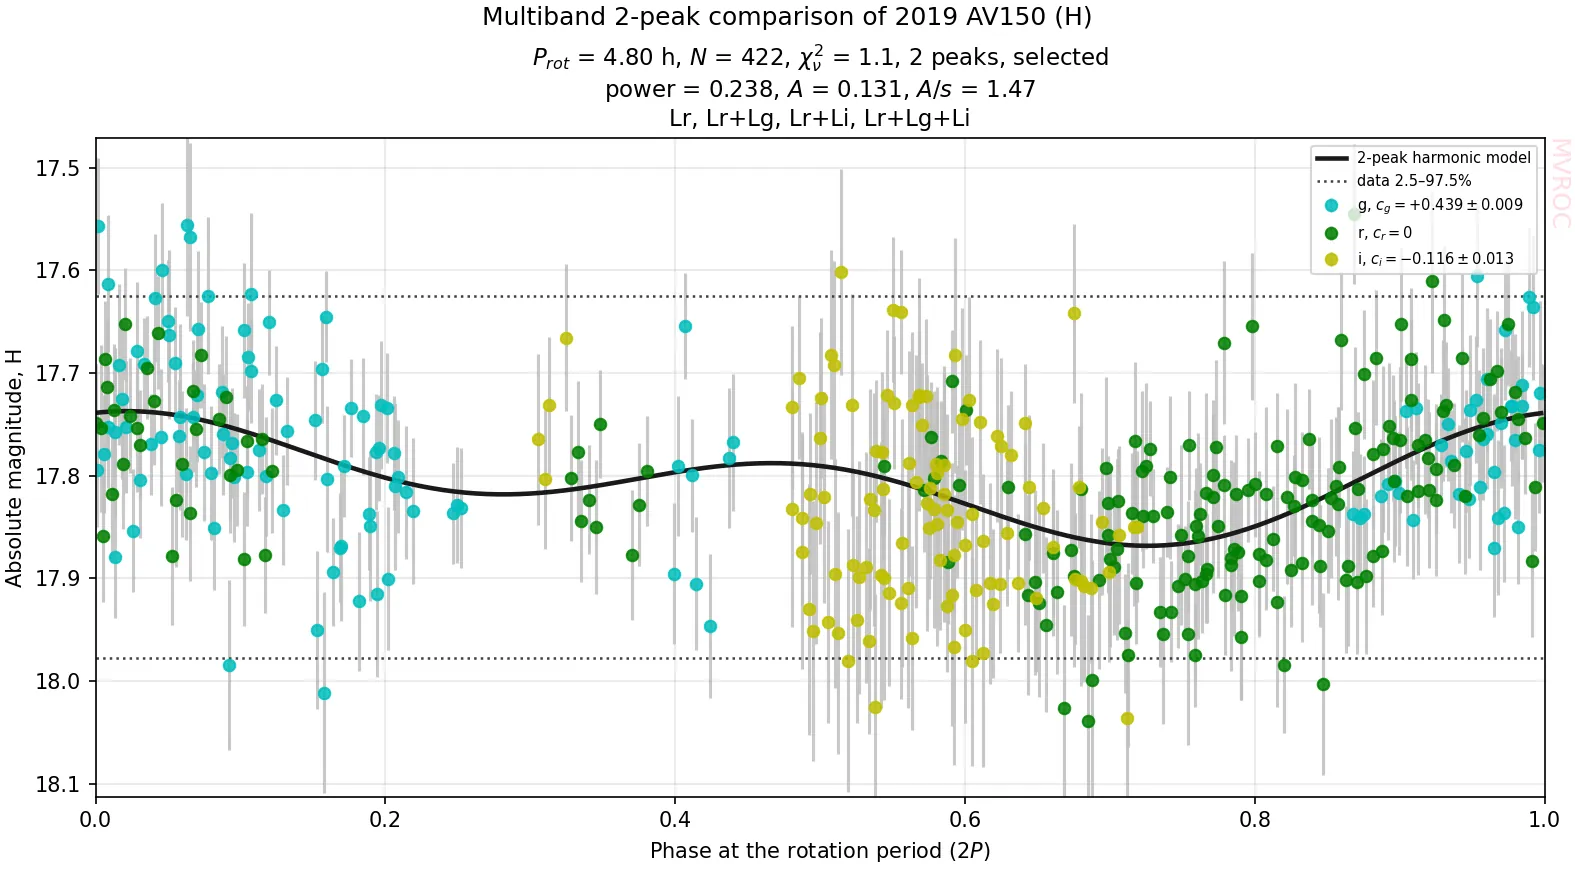 Multiband 2-peak comparison of 2019 AV150 (H)
P_rot = 4.80 h, N = 422, χ²_ν = 1.1, 2 peaks, selected
power = 0.238, A = 0.131, A/s = 1.47
Lr, Lr+Lg, Lr+Li, Lr+Lg+Li
2-peak harmonic model
data 2.5–97.5%
g, c_g = +0.439 ± 0.009
r, c_r = 0
i, c_i = −0.116 ± 0.013
MVROC
Absolute magnitude, H
17.5
17.6
17.7
17.8
17.9
18.0
18.1
0.0 0.2 0.4 0.6 0.8 1.0
Phase at the rotation period (2P)